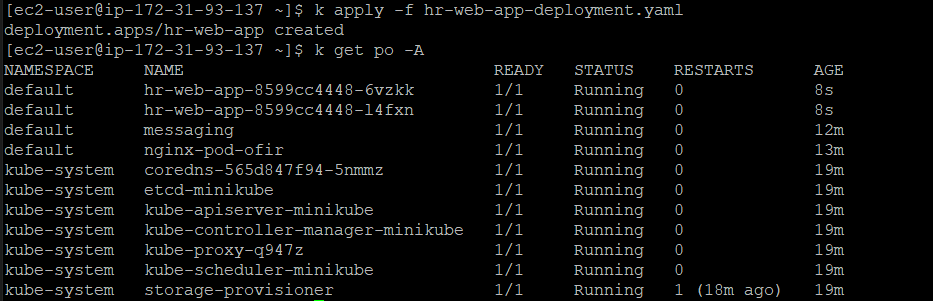 [ec2-user@ip-172-31-93-137 ~]$ k apply -f hr-web-app-deployment.yaml
deployment.apps/hr-web-app created
[ec2-user@ip-172-31-93-137 ~]$ k get po -A
NAMESPACE     NAME                               READY   STATUS    RESTARTS      AGE
default       hr-web-app-8599cc4448-6vzkk        1/1     Running   0             8s
default       hr-web-app-8599cc4448-l4fxn        1/1     Running   0             8s
default       messaging                          1/1     Running   0             12m
default       nginx-pod-ofir                     1/1     Running   0             13m
kube-system   coredns-565d847f94-5nmmz           1/1     Running   0             19m
kube-system   etcd-minikube                      1/1     Running   0             19m
kube-system   kube-apiserver-minikube            1/1     Running   0             19m
kube-system   kube-controller-manager-minikube   1/1     Running   0             19m
kube-system   kube-proxy-q947z                   1/1     Running   0             19m
kube-system   kube-scheduler-minikube            1/1     Running   0             19m
kube-system   storage-provisioner                1/1     Running   1 (18m ago)   19m